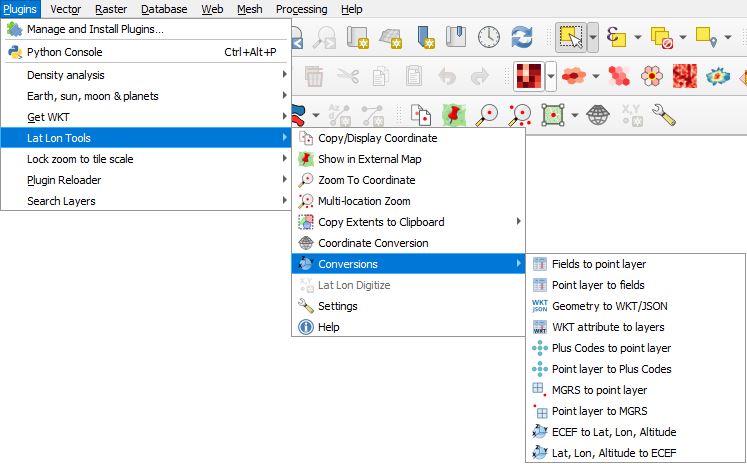 Plugins Vector Raster Database Web Mesh Processing Help
Manage and Install Plugins...
Python Console Ctrl+Alt+P
Density analysis
Earth, sun, moon & planets
Get WKT
Lat Lon Tools
Lock zoom to tile scale
Plugin Reloader
Search Layers
X,Y
Copy/Display Coordinate
Show in External Map
Zoom To Coordinate
Multi-location Zoom
Copy Extents to Clipboard
Coordinate Conversion
Conversions
Lat Lon Digitize
Settings
Help
Fields to point layer
Point layer to fields
WKT JSON Geometry to WKT/JSON
WKT WKT attribute to layers
Plus Codes to point layer
Point layer to Plus Codes
MGRS to point layer
Point layer to MGRS
ECEF to Lat, Lon, Altitude
Lat, Lon, Altitude to ECEF